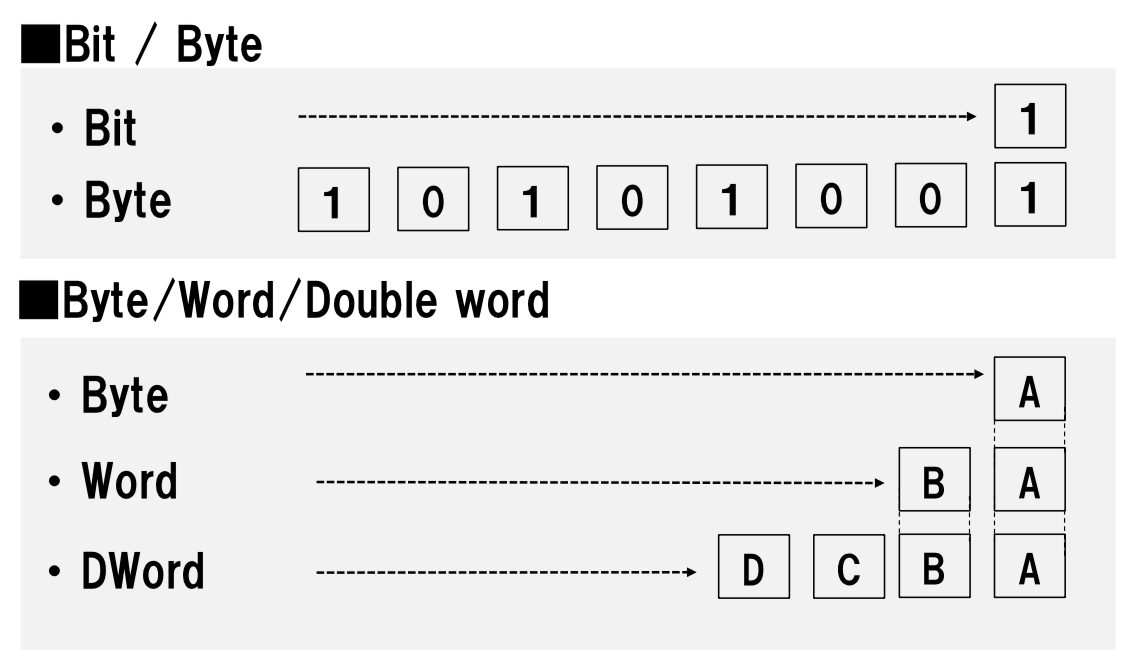 ■Bit / Byte
・Bit 1
・Byte 1 0 1 0 1 0 0 1
■Byte/Word/Double word
・Byte A
・Word B A
・DWord D C B A